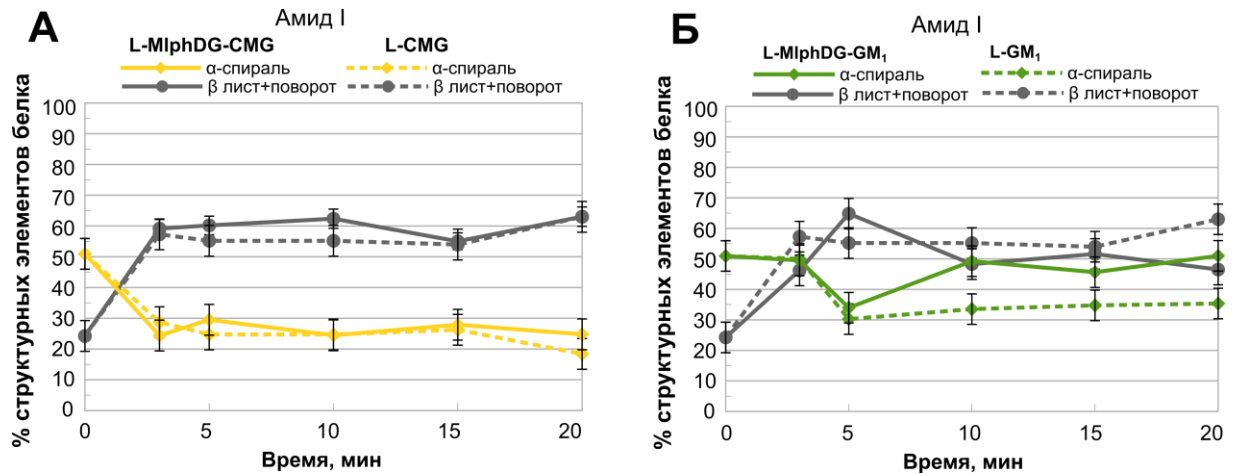 А
Амид I
L-MlphDG-CMG L-CMG
α-спираль α-спираль
β лист+поворот β лист+поворот
% структурных элементов белка
100
90
80
70
60
50
40
30
20
10
0
0 5 10 15 20
Время, мин
Б
Амид I
L-MlphDG-GM₁ L-GM₁
α-спираль α-спираль
β лист+поворот β лист+поворот
% структурных элементов белка
100
90
80
70
60
50
40
30
20
10
0
0 5 10 15 20
Время, мин